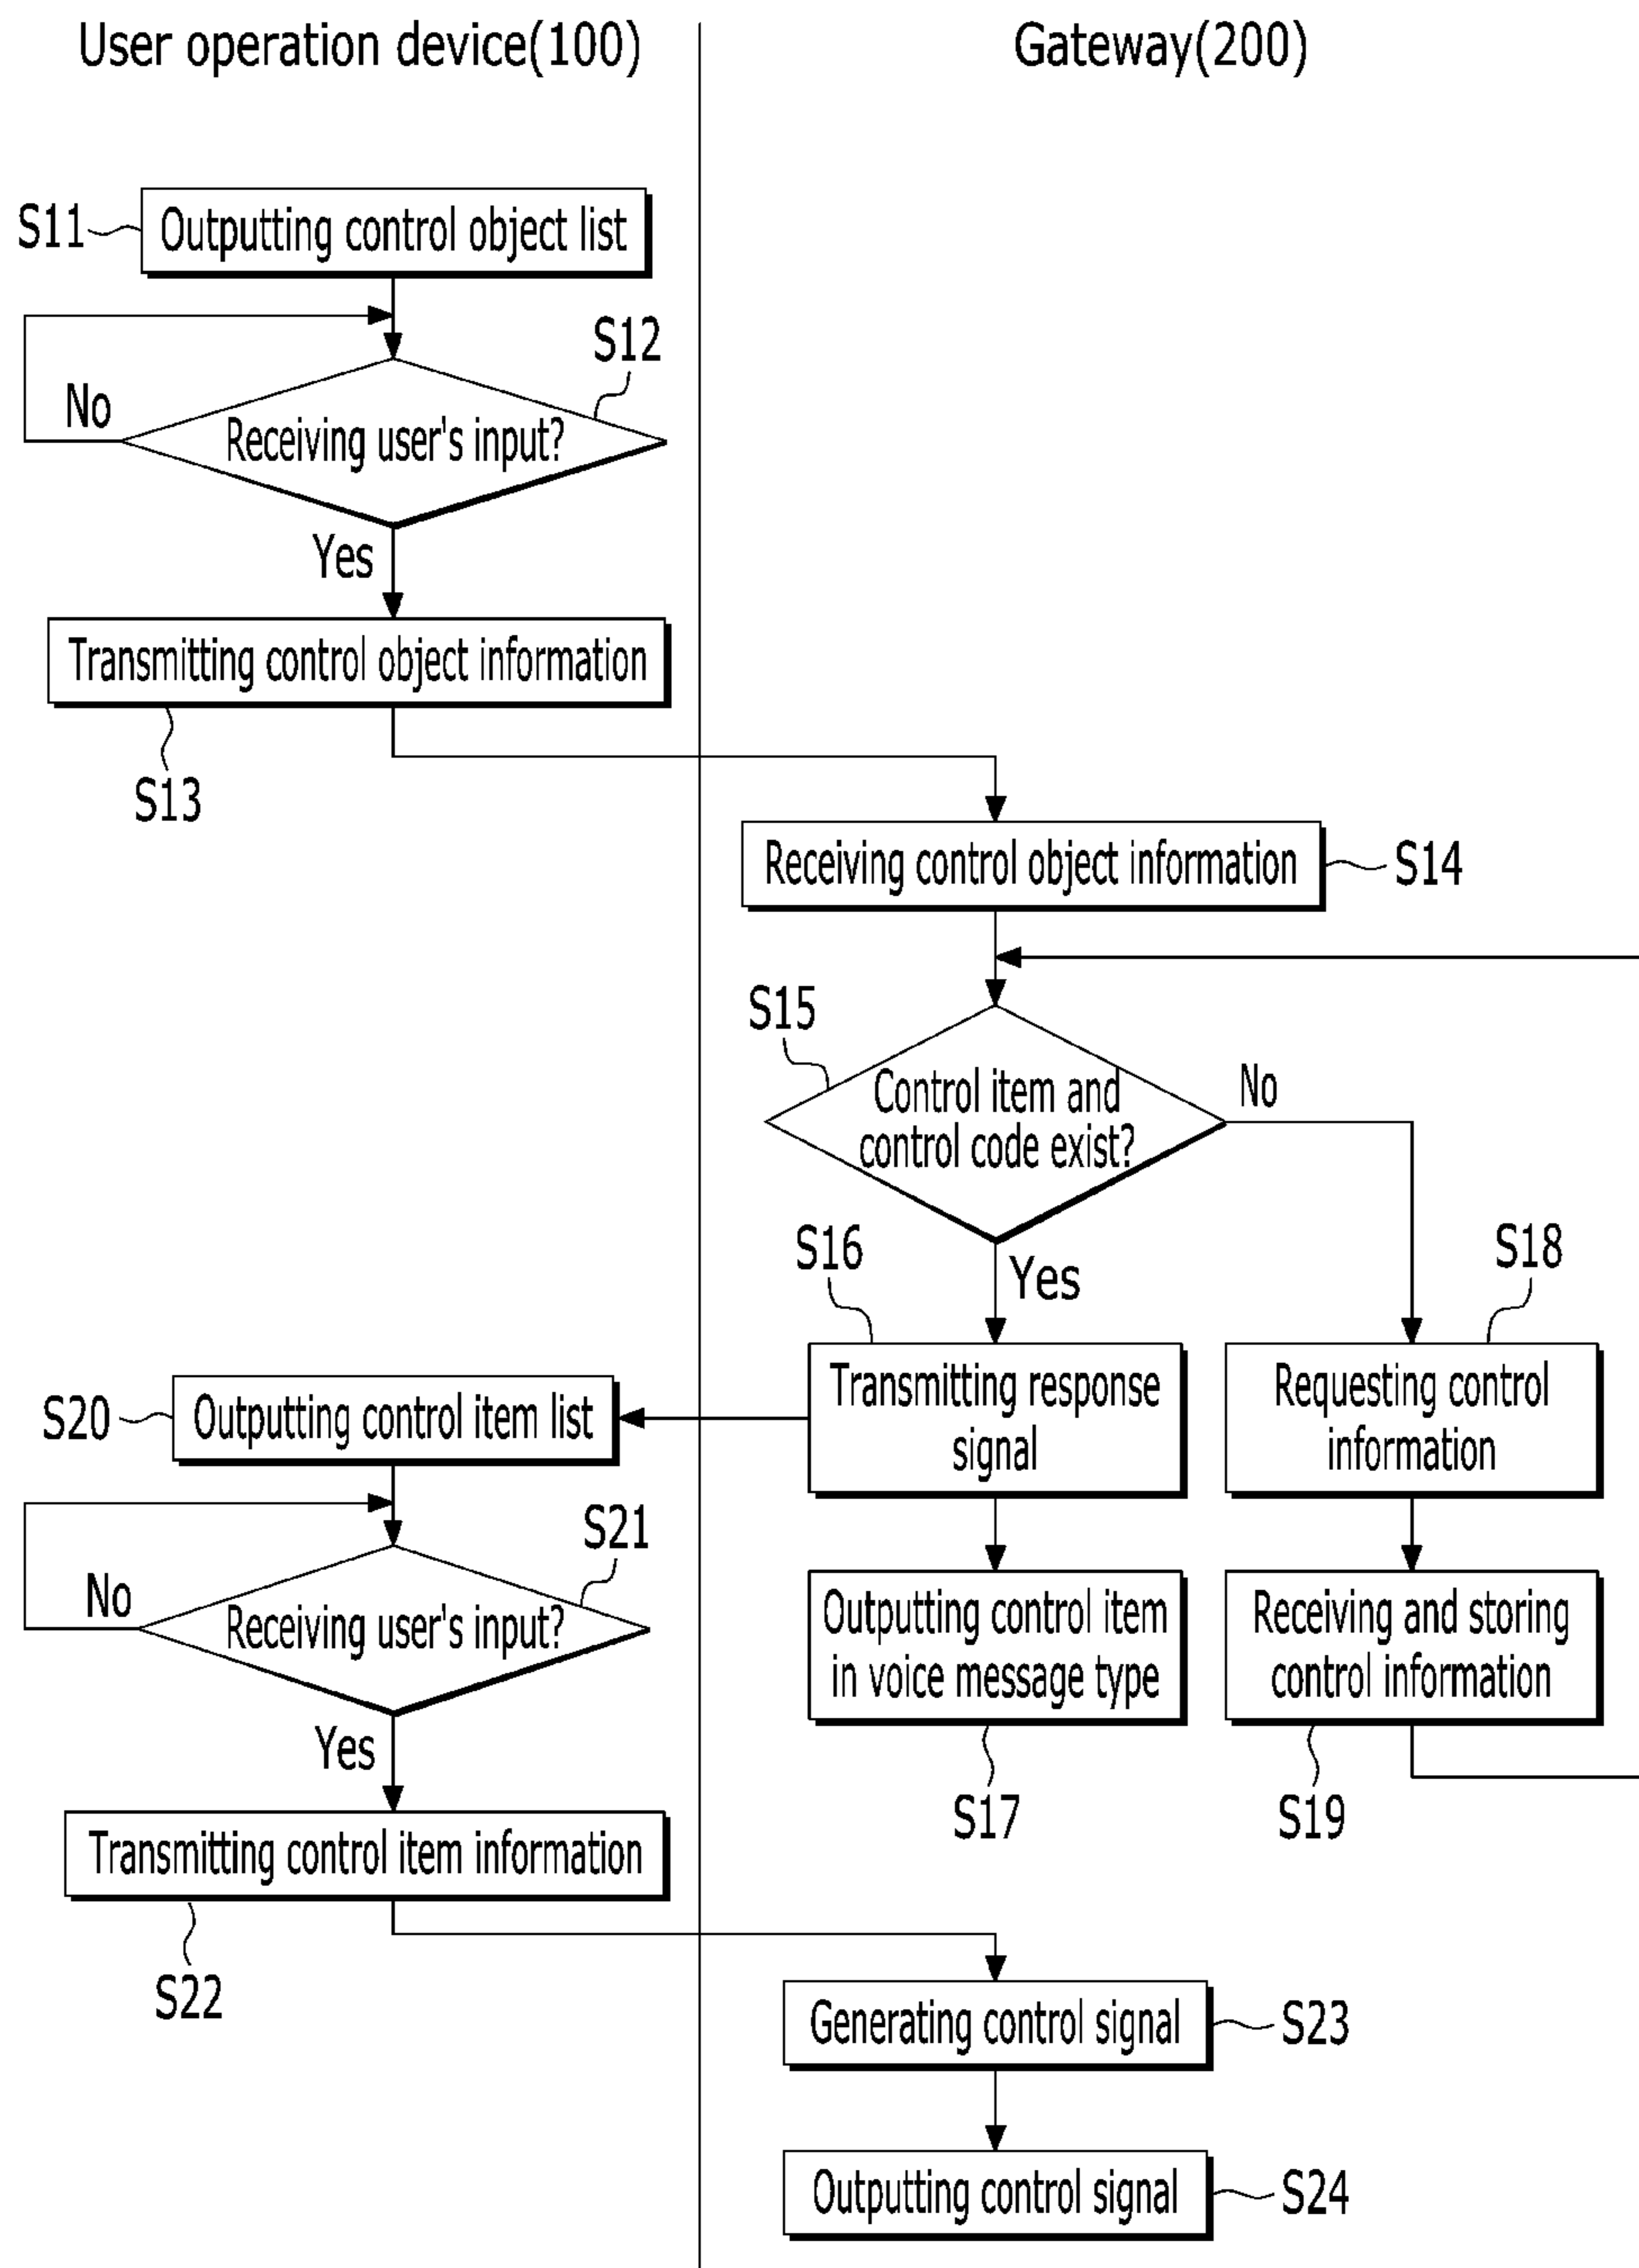 User operation device(100)
Gateway(200)
S11
Outputting control object list
S12
No
Receiving user's input?
Yes
Transmitting control object information
S13
Receiving control object information
S14
S15
Control item and
control code exist?
No
Yes
S16
S18
Transmitting response
signal
Requesting control
information
S20
Outputting control item list
S21
No
Receiving user's input?
Yes
Outputting control item
in voice message type
Receiving and storing
control information
S17
S19
Transmitting control item information
S22
Generating control signal
S23
Outputting control signal
S24